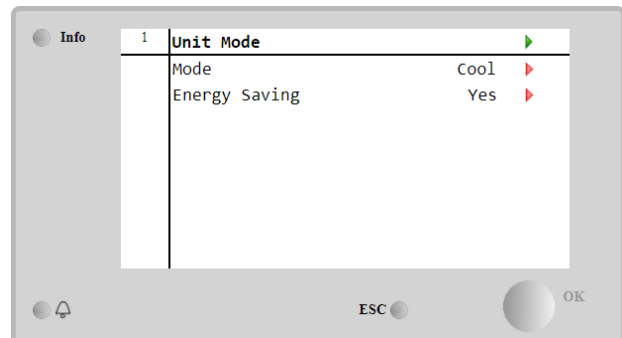 Info
1 Unit Mode
Mode Cool
Energy Saving Yes
ESC
OK